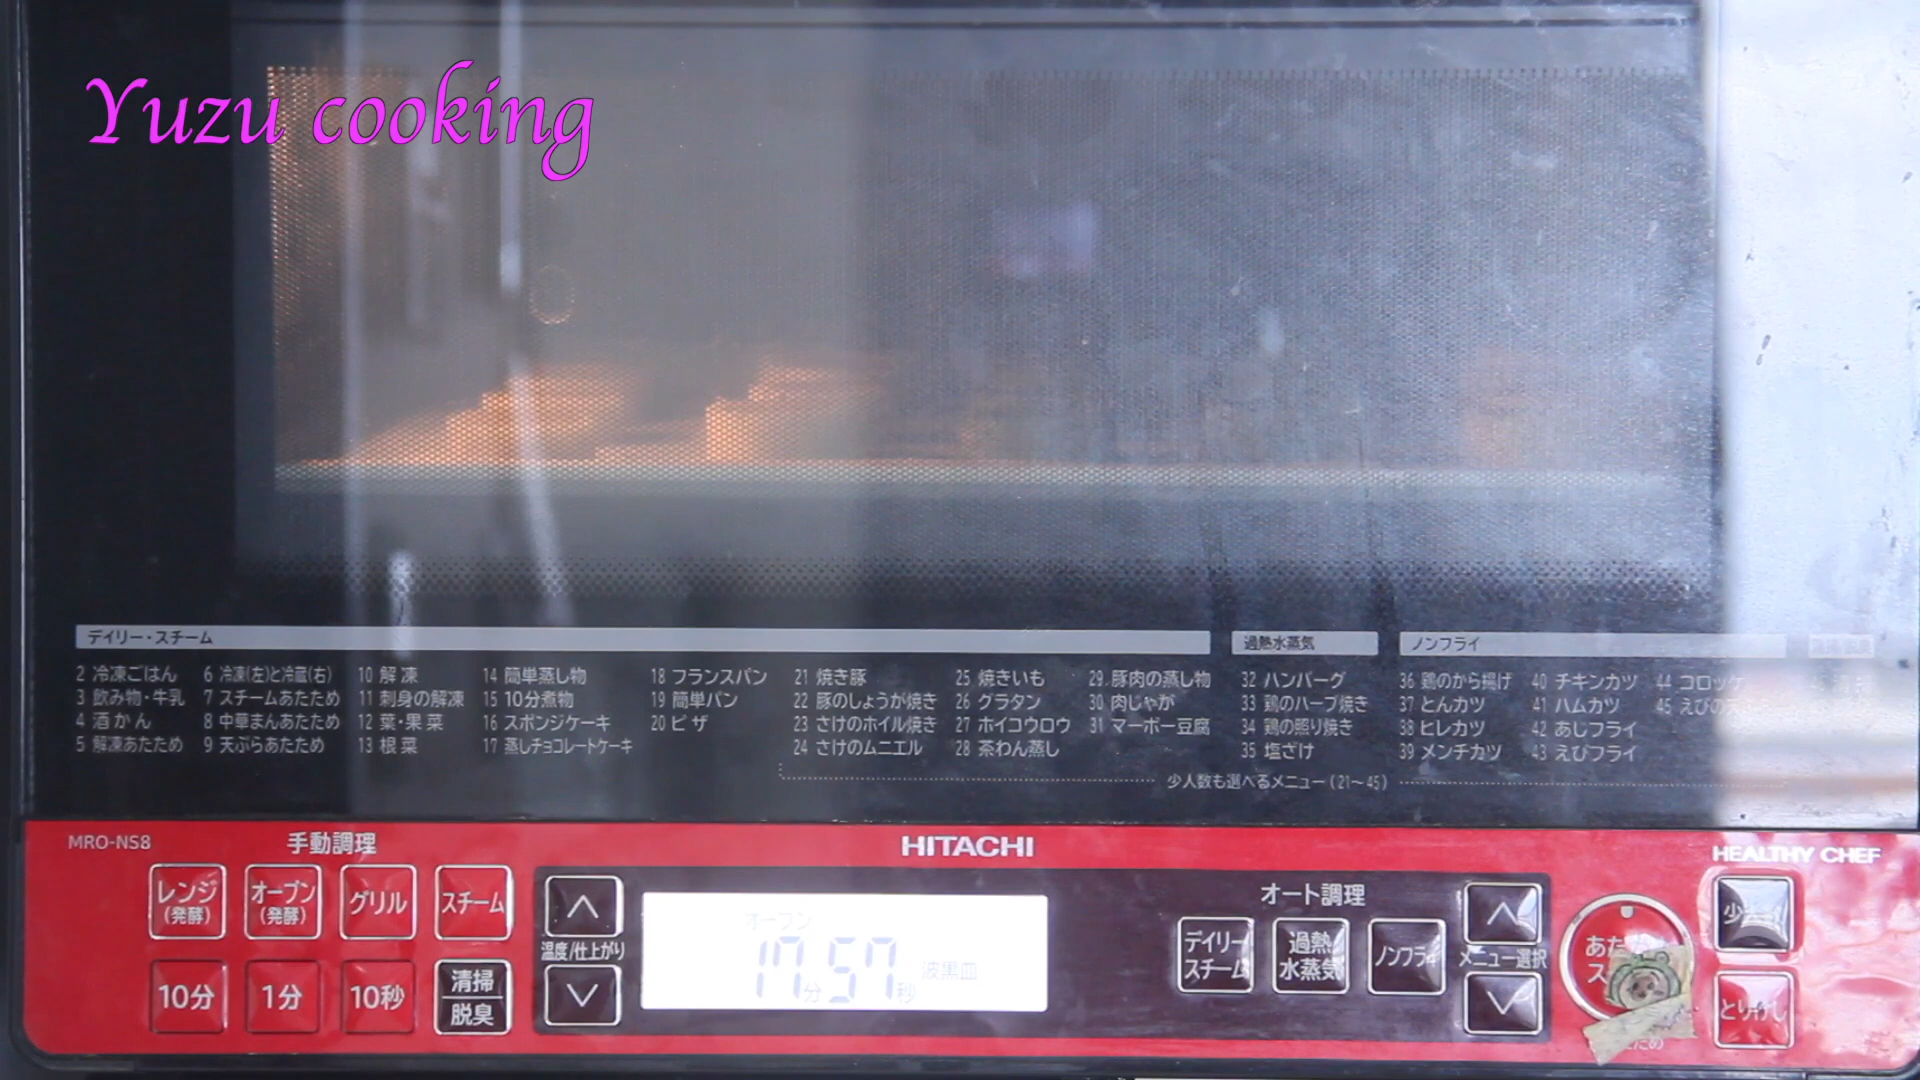 Yuzu cooking
デイリー・スチーム
2 冷凍ごはん
3 飲み物・牛乳
4 酒かん
5 解凍あたため
6 冷凍(左)と冷蔵(右)
7 スチームあたため
8 中華まんあたため
9 天ぷらあたため
10 解凍
11 刺身の解凍
12 葉・果菜
13 根菜
14 簡単蒸し物
15 10分煮物
16 スポンジケーキ
17 蒸しチョコレートケーキ
18 フランスパン
19 簡単パン
20 ピザ
21 焼き豚
22 豚のしょうが焼き
23 さけのホイル焼き
24 さけのムニエル
25 焼きいも
26 グラタン
27 ホイコウロウ
28 茶わん蒸し
29 豚肉の蒸し物
30 肉じゃが
31 マーボー豆腐
過熱水蒸気
32 ハンバーグ
33 鶏のハーブ焼き
34 鶏の照り焼き
35 塩ざけ
ノンフライ
36 鶏のから揚げ
37 とんカツ
38 ヒレカツ
39 メンチカツ
40 チキンカツ
41 ハムカツ
42 あじフライ
43 えびフライ
44 コロッケ
45 えびの
少人数も選べるメニュー(21~45)
MRO-NS8
手動調理
HITACHI
HEALTHY CHEF
レンジ
(発酵)
オーブン
(発酵)
グリル
スチーム
10分
1分
10秒
清掃
脱臭
温度/仕上がり
オーブン
17分57秒
オート調理
デイリー
スチーム
過熱
水蒸気
ノンフライ
メニュー選択
とりけし